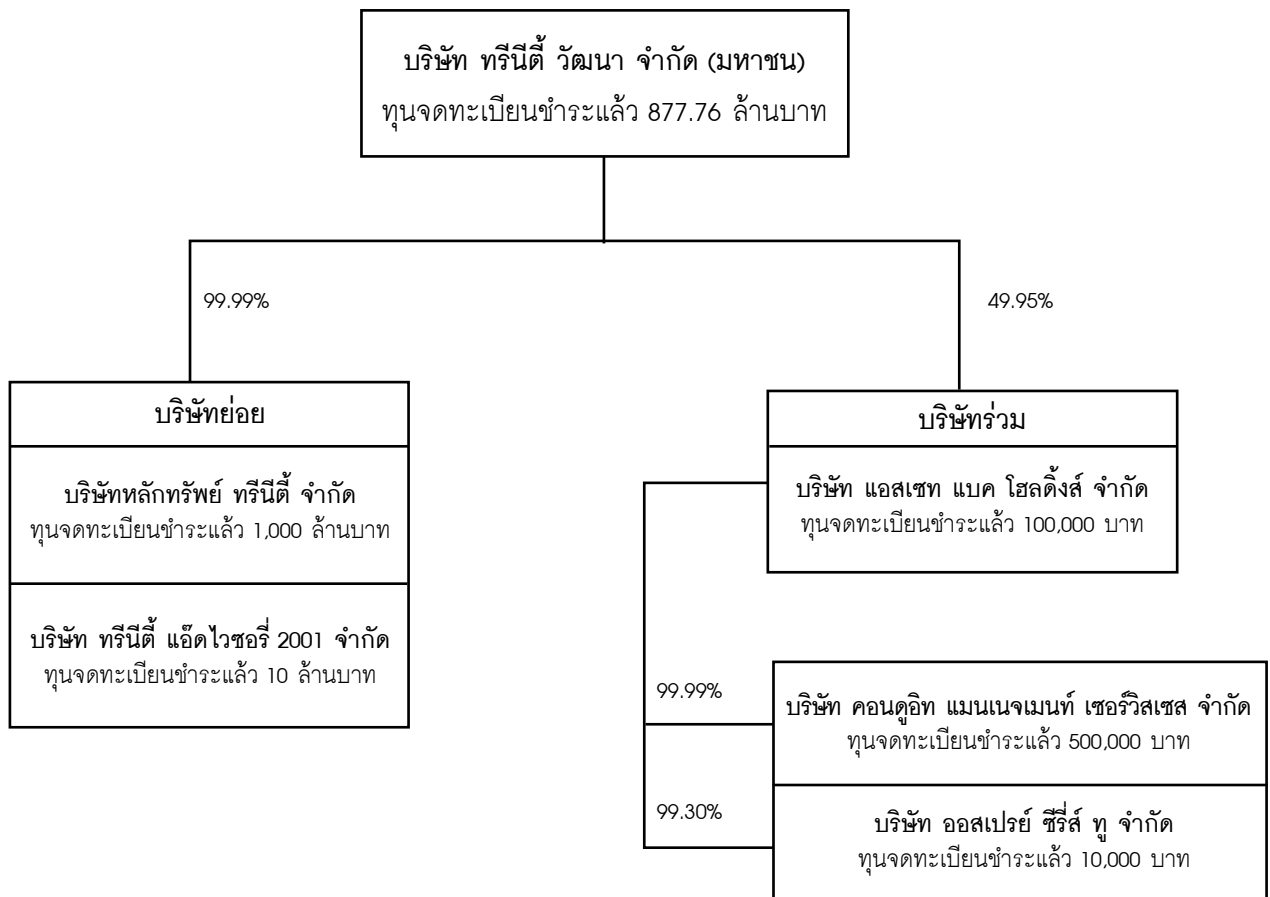 บริษัท ทรีนีตี้ วัฒนา จำกัด (มหาชน)
ทุนจดทะเบียนชำระแล้ว 877.76 ล้านบาท
99.99%
49.95%
บริษัทย่อย
บริษัทหลักทรัพย์ ทรีนีตี้ จำกัด
ทุนจดทะเบียนชำระแล้ว 1,000 ล้านบาท
บริษัท ทรีนีตี้ แอ๊ดไวซอรี่ 2001 จำกัด
ทุนจดทะเบียนชำระแล้ว 10 ล้านบาท
บริษัทร่วม
บริษัท แอสเซท แบค โฮลดิ้งส์ จำกัด
ทุนจดทะเบียนชำระแล้ว 100,000 บาท
99.99%
บริษัท คอนดูอิท แมนเนจเมนท์ เซอร์วิสเซส จำกัด
ทุนจดทะเบียนชำระแล้ว 500,000 บาท
99.30%
บริษัท ออสเปรย์ ซีรี่ส์ ทู จำกัด
ทุนจดทะเบียนชำระแล้ว 10,000 บาท